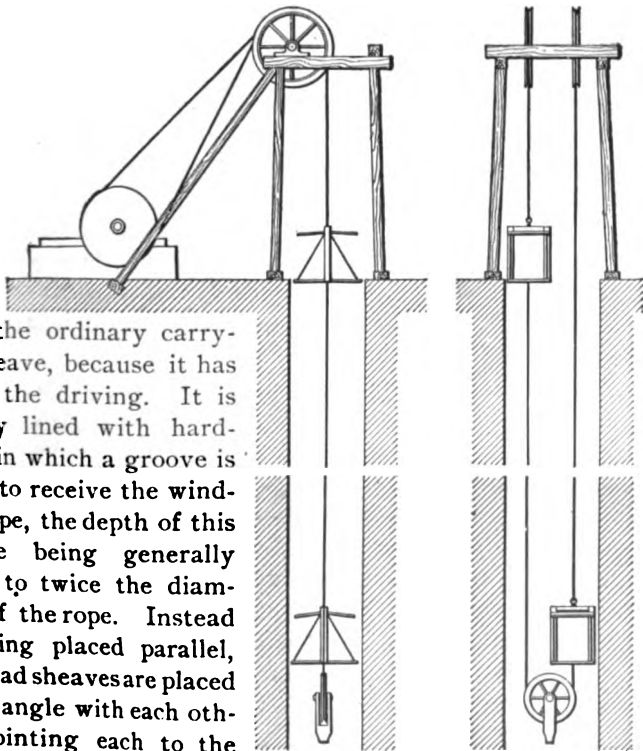 the ordinary carry-
eave, because it has
the driving. It is
y lined with hard-
in which a groove is
to receive the wind-
pe, the depth of this
e being generally
to twice the diam-
f the rope. Instead
ing placed parallel,
ad sheaves are placed
angle with each oth-
ointing each to the